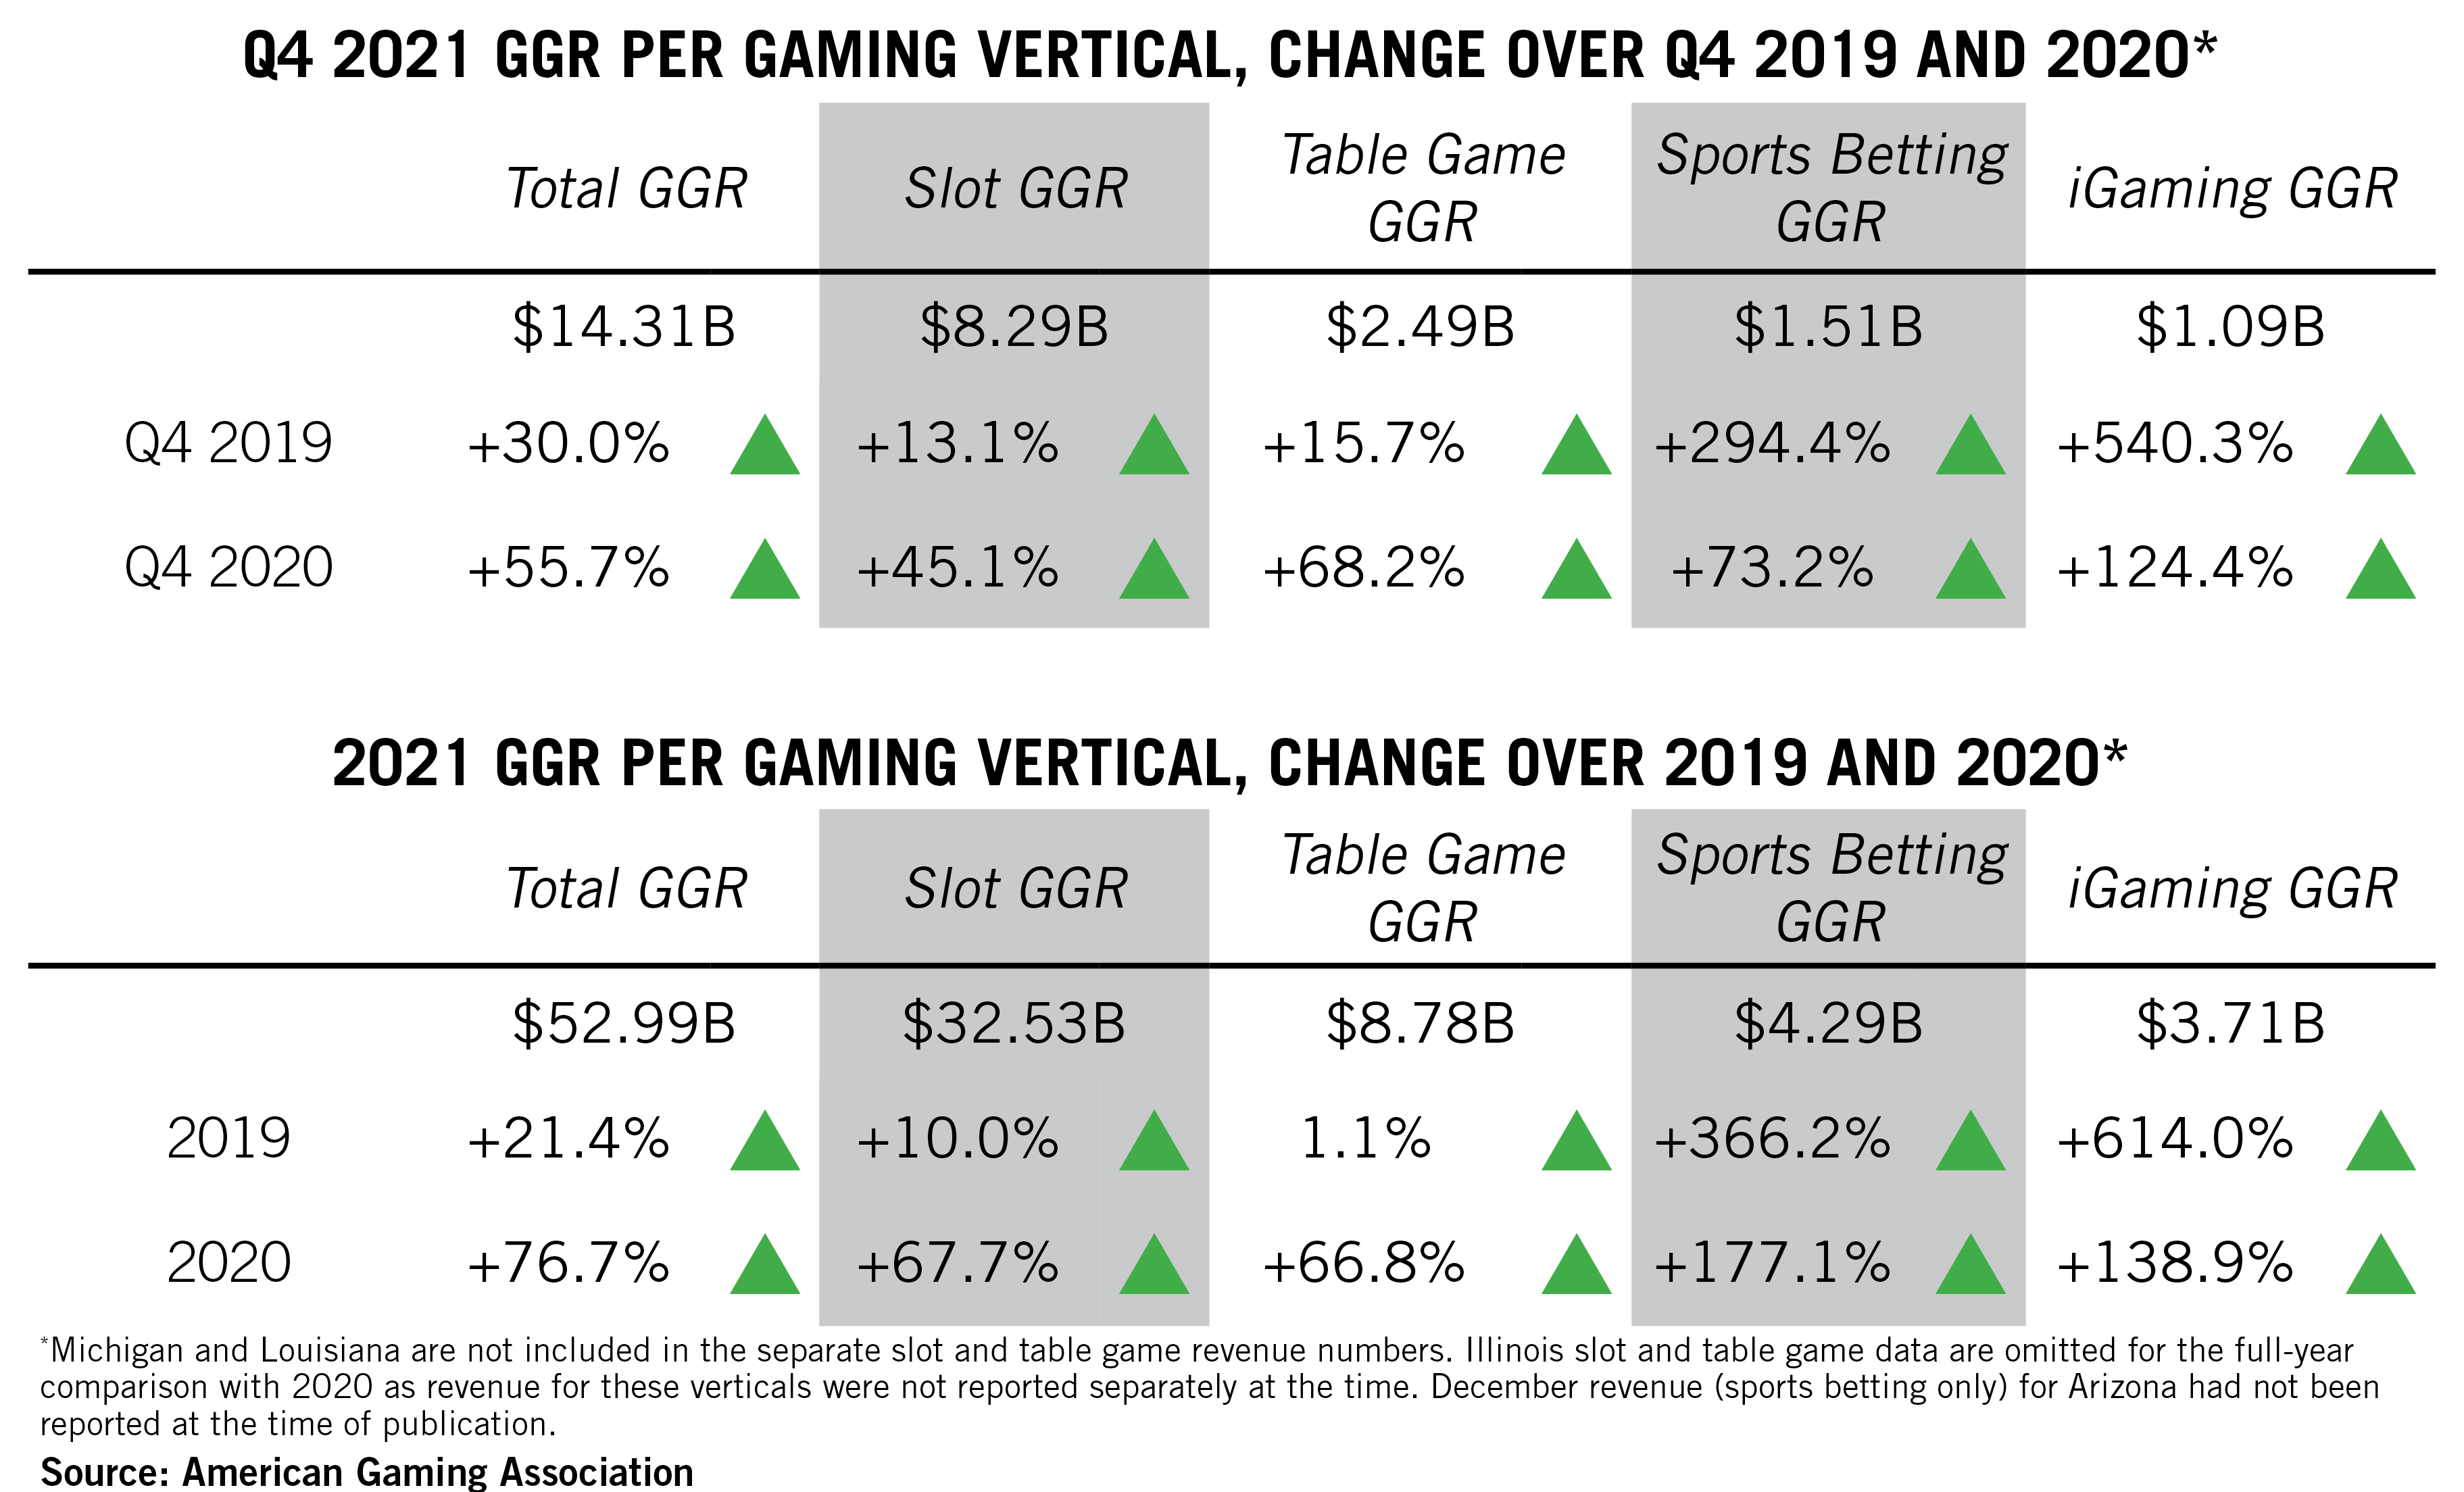 Q4 2021 GGR PER GAMING VERTICAL, CHANGE OVER Q4 2019 AND 2020*
Total GGR Slot GGR Table Game GGR Sports Betting GGR iGaming GGR
$14.31B $8.29B $2.49B $1.51B $1.09B
Q4 2019 +30.0% +13.1% +15.7% +294.4% +540.3%
Q4 2020 +55.7% +45.1% +68.2% +73.2% +124.4%
2021 GGR PER GAMING VERTICAL, CHANGE OVER 2019 AND 2020*
Total GGR Slot GGR Table Game GGR Sports Betting GGR iGaming GGR
$52.99B $32.53B $8.78B $4.29B $3.71B
2019 +21.4% +10.0% 1.1% +366.2% +614.0%
2020 +76.7% +67.7% +66.8% +177.1% +138.9%
*Michigan and Louisiana are not included in the separate slot and table game revenue numbers. Illinois slot and table game data are omitted for the full-year
comparison with 2020 as revenue for these verticals were not reported separately at the time. December revenue (sports betting only) for Arizona had not been
reported at the time of publication.
Source: American Gaming Association